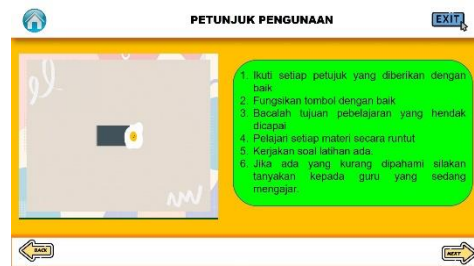 PETUNJUK PENGUNAAN
EXIT
1. Ikuti setiap petujuk yang diberikan dengan
baik
2. Fungsikan tombol dengan baik
3. Bacalah tujuan pebelajaran yang hendak
dicapai
4. Pelajari setiap materi secara runtut
5. Kerjakan soal latihan ada.
6. Jika ada yang kurang dipahami silakan
tanyakan kepada guru yang sedang
mengajar.
BACK
NEXT